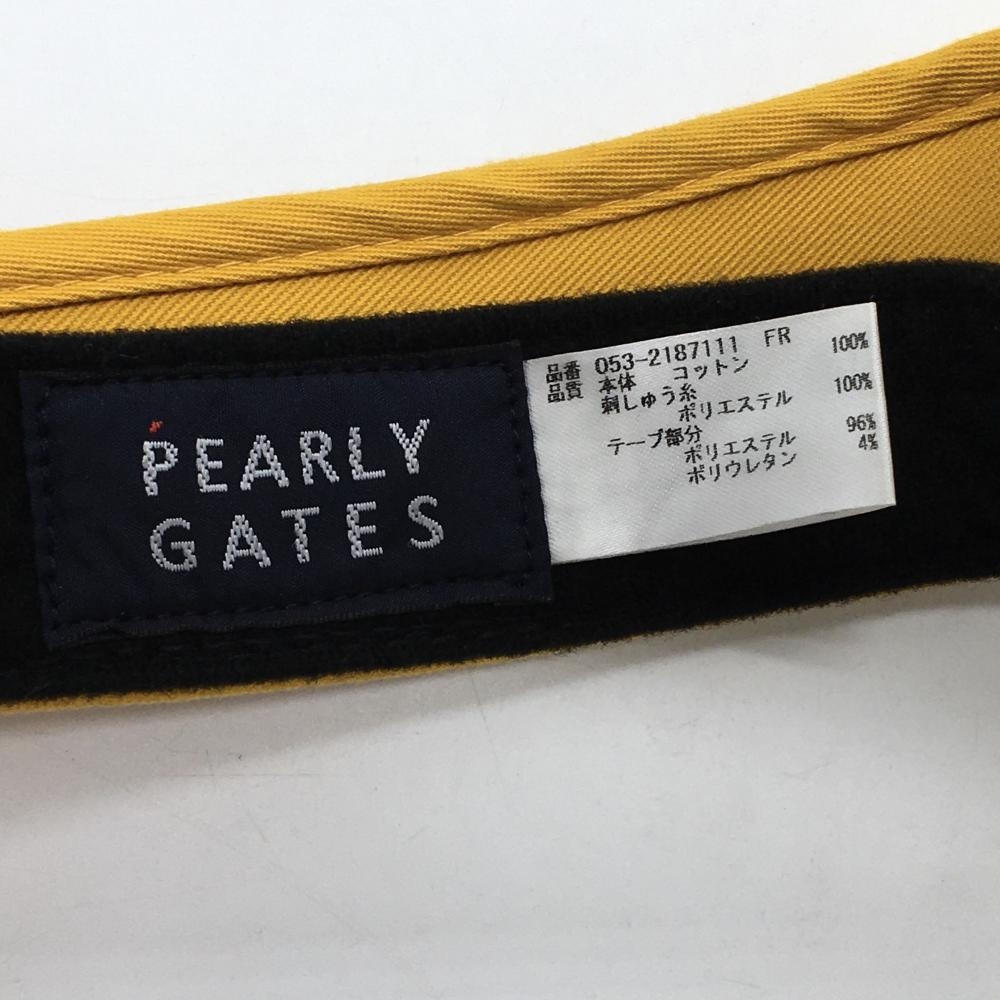 PEARLY
GATES
品番 053-2187111 FR
品質 本体 コットン 100%
刺しゅう糸
ポリエステル 100%
テープ部分
ポリエステル 96%
ポリウレタン 4%